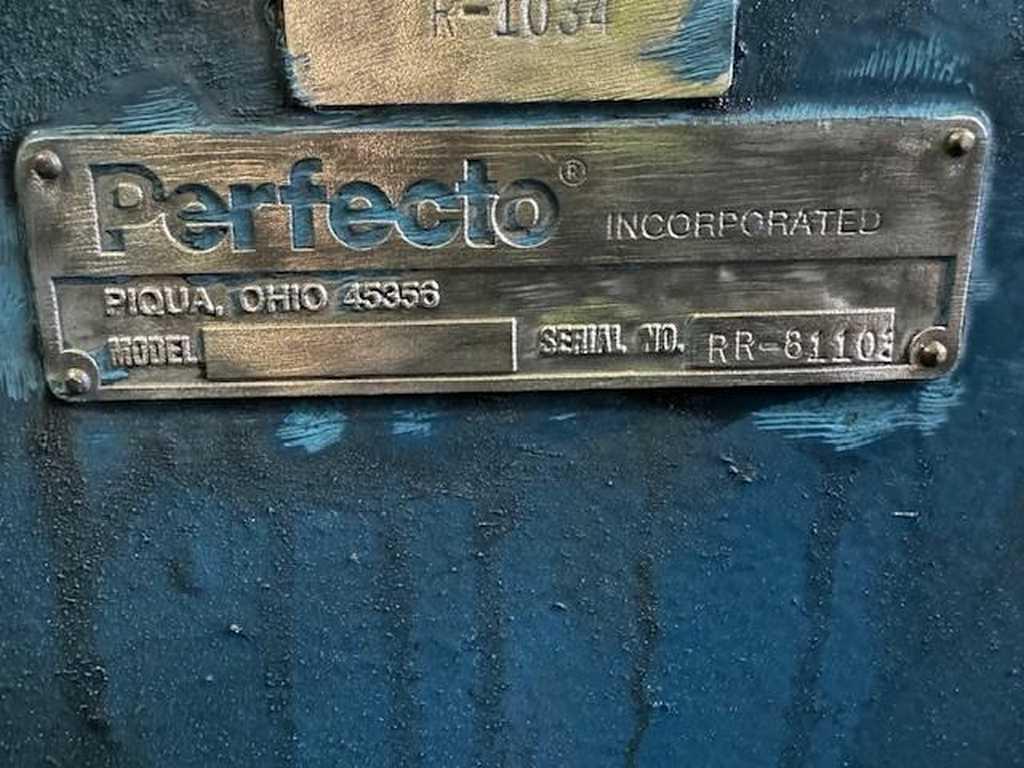 R-1034
Perfecto® INCORPORATED
PIQUA, OHIO 45356
MODEL SERIAL NO.